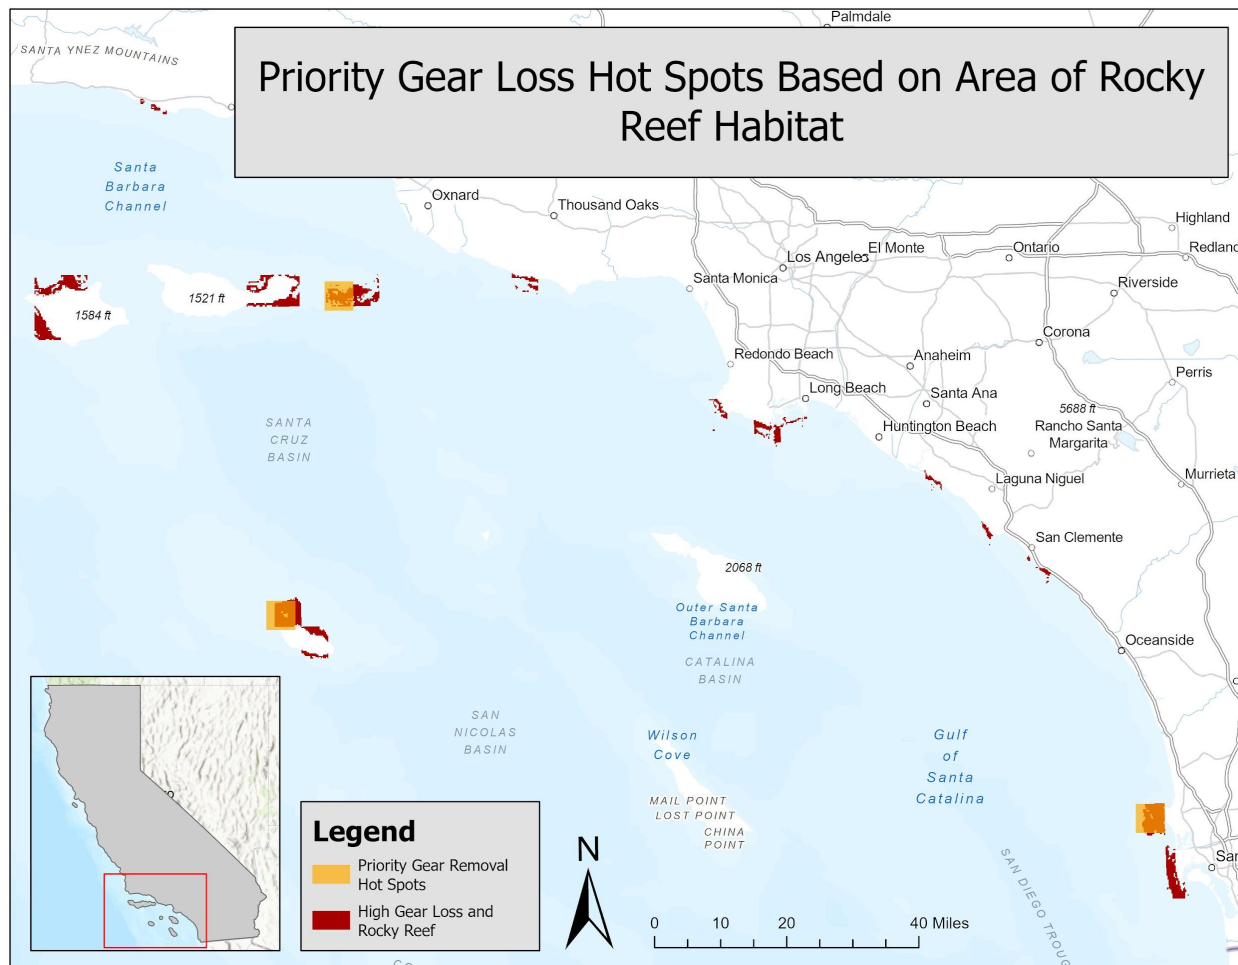 Palmdale
SANTA YNEZ MOUNTAINS
Priority Gear Loss Hot Spots Based on Area of Rocky
Reef Habitat
Santa
Barbara
Channel
Oxnard
Thousand Oaks
Highland
Los Angeles
El Monte
Ontario
Redland
Santa Monica
Riverside
1521 ft
1584 ft
Corona
Redondo Beach
Anaheim
Perris
Long Beach
Santa Ana
5688 ft
Rancho Santa
Margarita
Huntington Beach
SANTA
CRUZ
BASIN
Laguna Niguel
Murrieta
San Clemente
2068 ft
Outer Santa
Barbara
Channel
CATALINA
BASIN
Oceanside
SAN
NICOLAS
BASIN
Wilson
Cove
Gulf
of
Santa
Catalina
MAIL POINT
LOST POINT
CHINA
POINT
Legend
Priority Gear Removal
Hot Spots
High Gear Loss and
Rocky Reef
N
0 10 20 40 Miles
SAN DIEGO TROUG
San